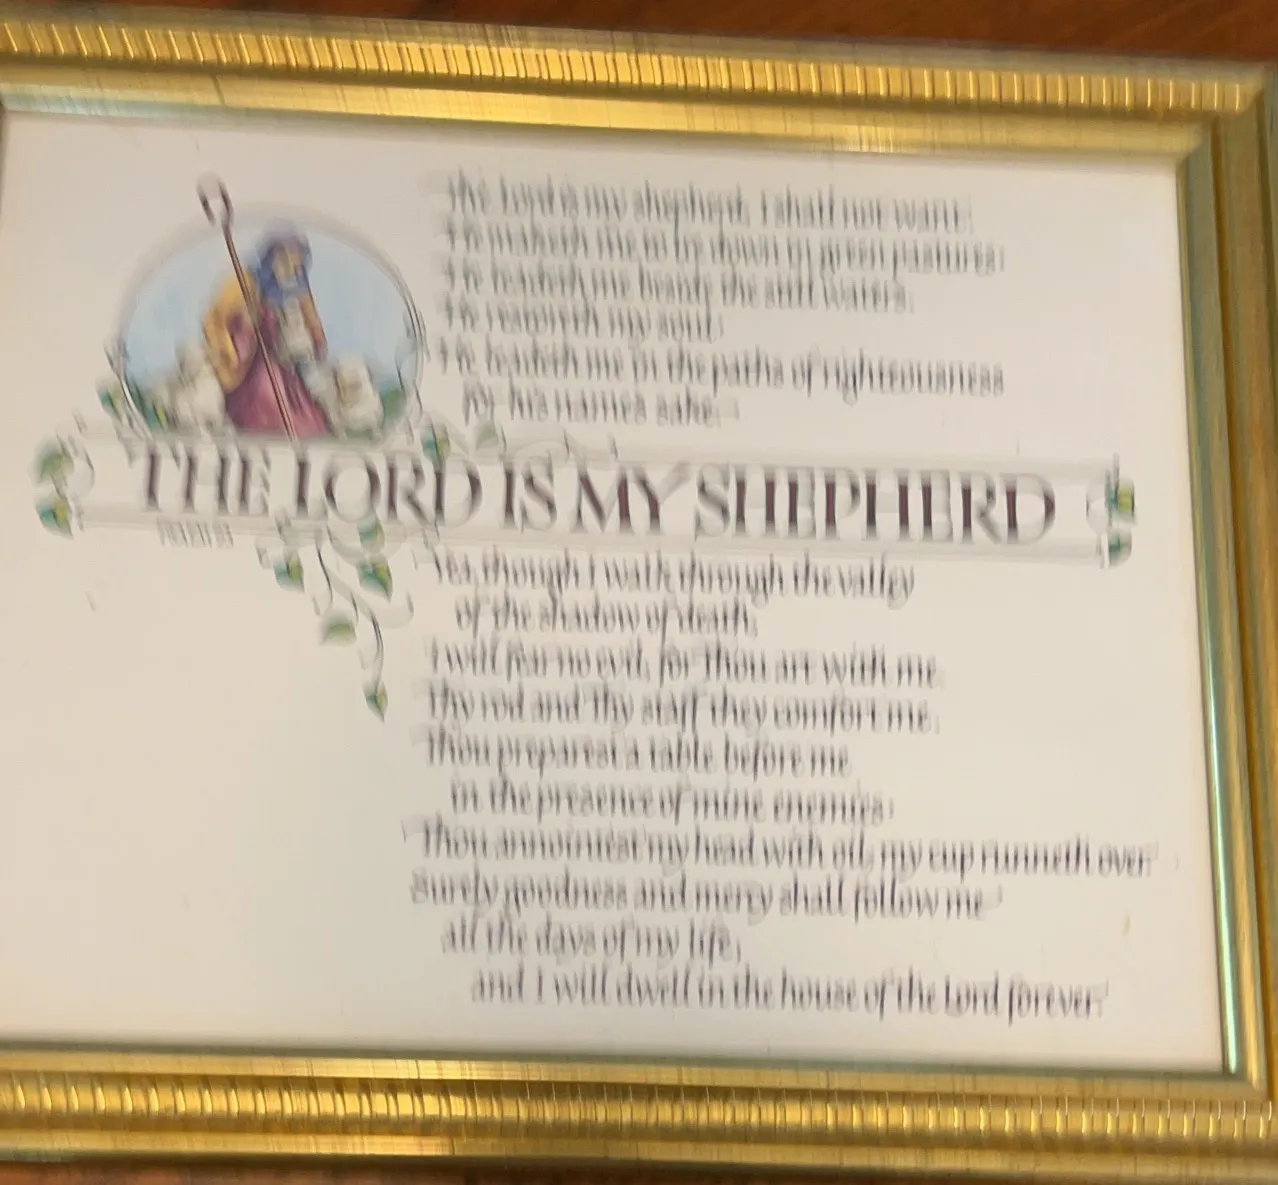 The Lord is my shepherd, I shall not want;
He maketh me to lie down in green pastures;
He leadeth me beside the still waters.
He restoreth my soul;
He leadeth me in the paths of righteousness
for his name's sake.
THE LORD IS MY SHEPHERD
PSALM 23
Yea, though I walk through the valley
of the shadow of death,
I will fear no evil, for Thou art with me.
Thy rod and Thy staff they comfort me;
Thou preparest a table before me
in the presence of mine enemies;
Thou annointest my head with oil, my cup runneth over.
Surely goodness and mercy shall follow me
all the days of my life,
and I will dwell in the house of the Lord forever.